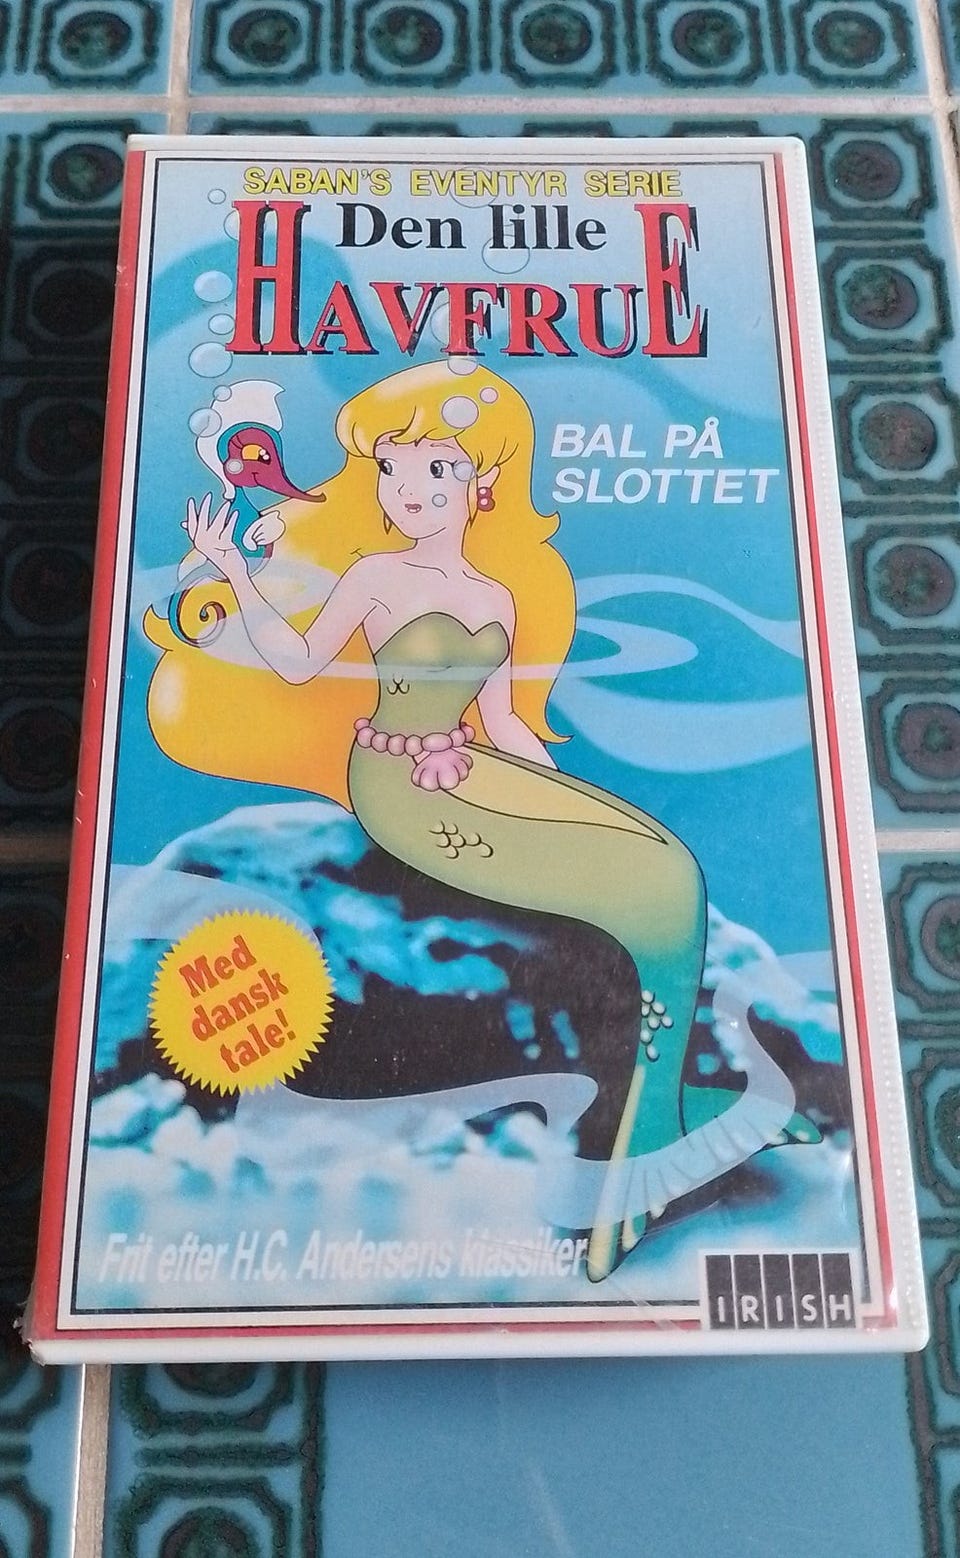 SABAN'S EVENTYR SERIE
Den lille
HAVFRUE
BAL PÅ
SLOTTET
Med
dansk
tale!
Frit efter H.C. Andersens klassiker
IRISH